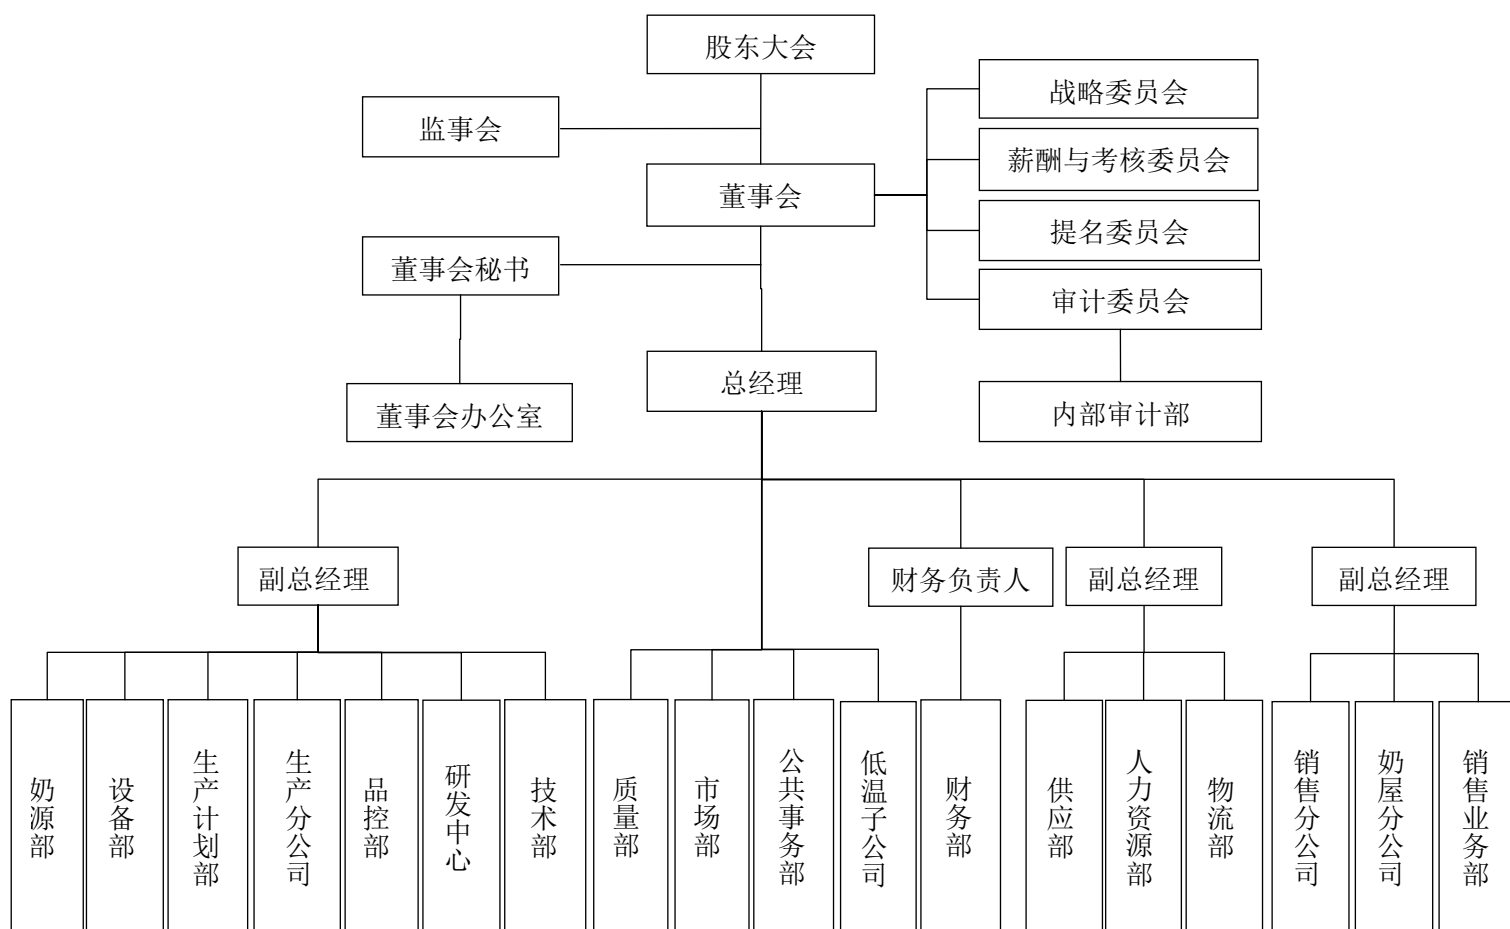 股东大会
战略委员会
监事会
薪酬与考核委员会
董事会
提名委员会
董事会秘书
审计委员会
总经理
董事会办公室
内部审计部
副总经理
财务负责人
副总经理
副总经理
奶源部
设备部
生产计划部
生产分公司
品控部
研发中心
技术部
质量部
市场部
公共事务部
低温子公司
财务部
供应部
人力资源部
物流部
销售分公司
奶屋分公司
销售业务部